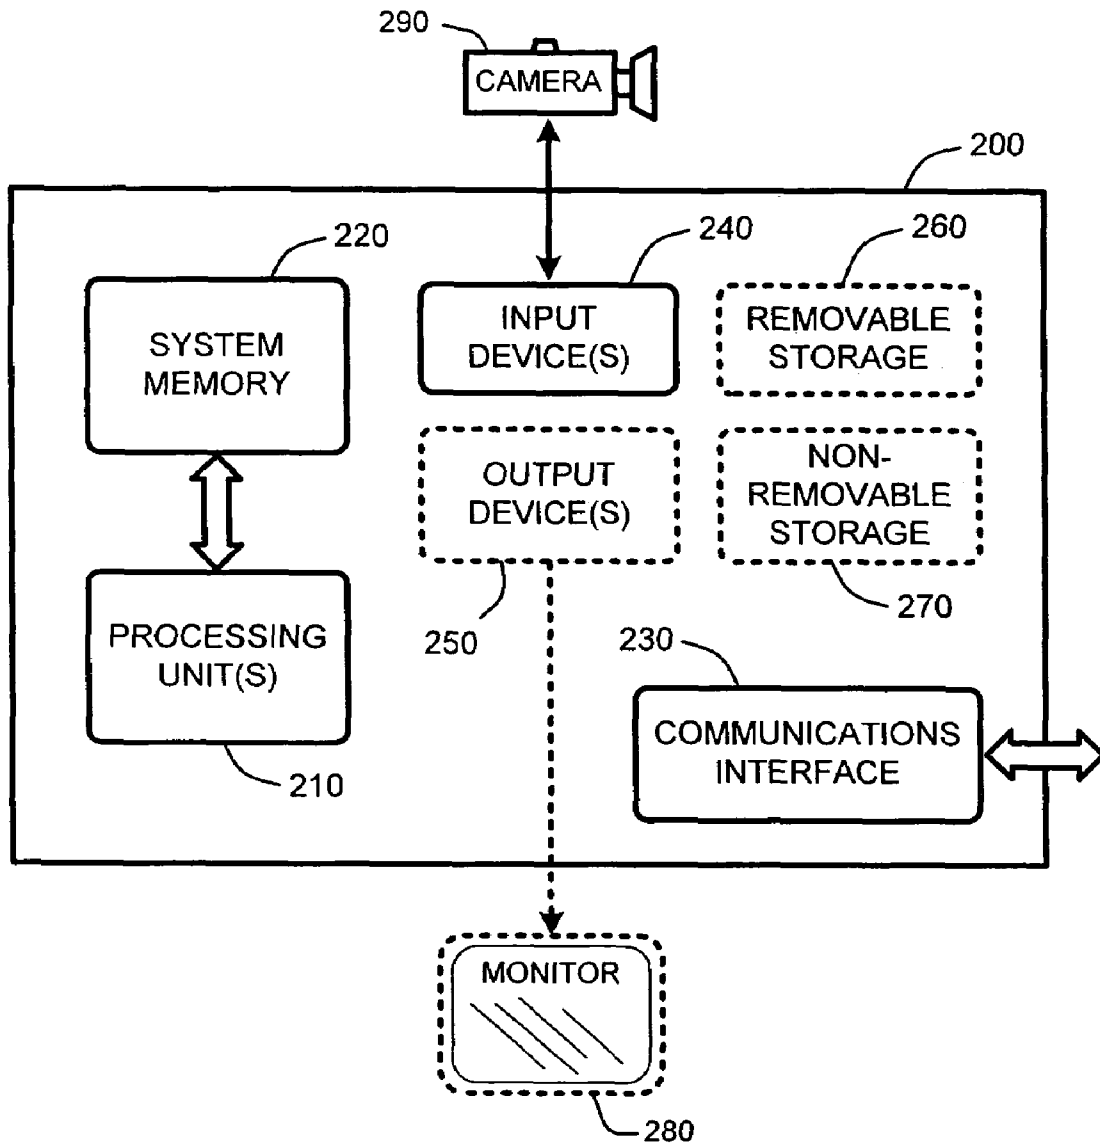 290
CAMERA
200
220
240
260
SYSTEM
MEMORY
INPUT
DEVICE(S)
REMOVABLE
STORAGE
OUTPUT
DEVICE(S)
NON-
REMOVABLE
STORAGE
250
270
PROCESSING
UNIT(S)
230
COMMUNICATIONS
INTERFACE
210
MONITOR
280